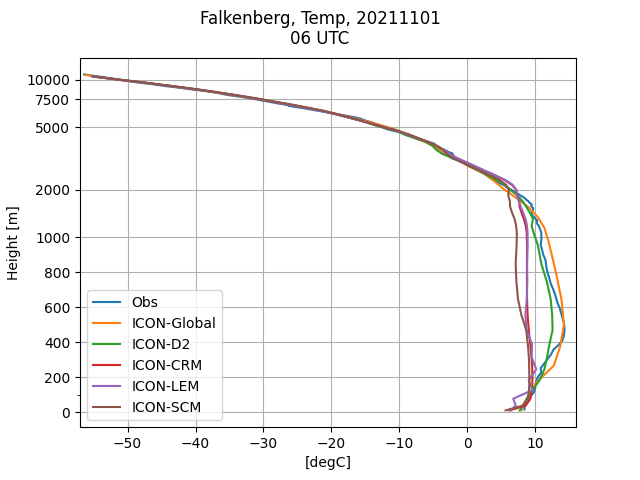 Falkenberg, Temp, 20211101
06 UTC
Height [m]
10000
7500
5000
2000
1000
800
600
400
200
0
Obs
ICON-Global
ICON-D2
ICON-CRM
ICON-LEM
ICON-SCM
−50
−40
−30
−20
−10
0
10
[degC]